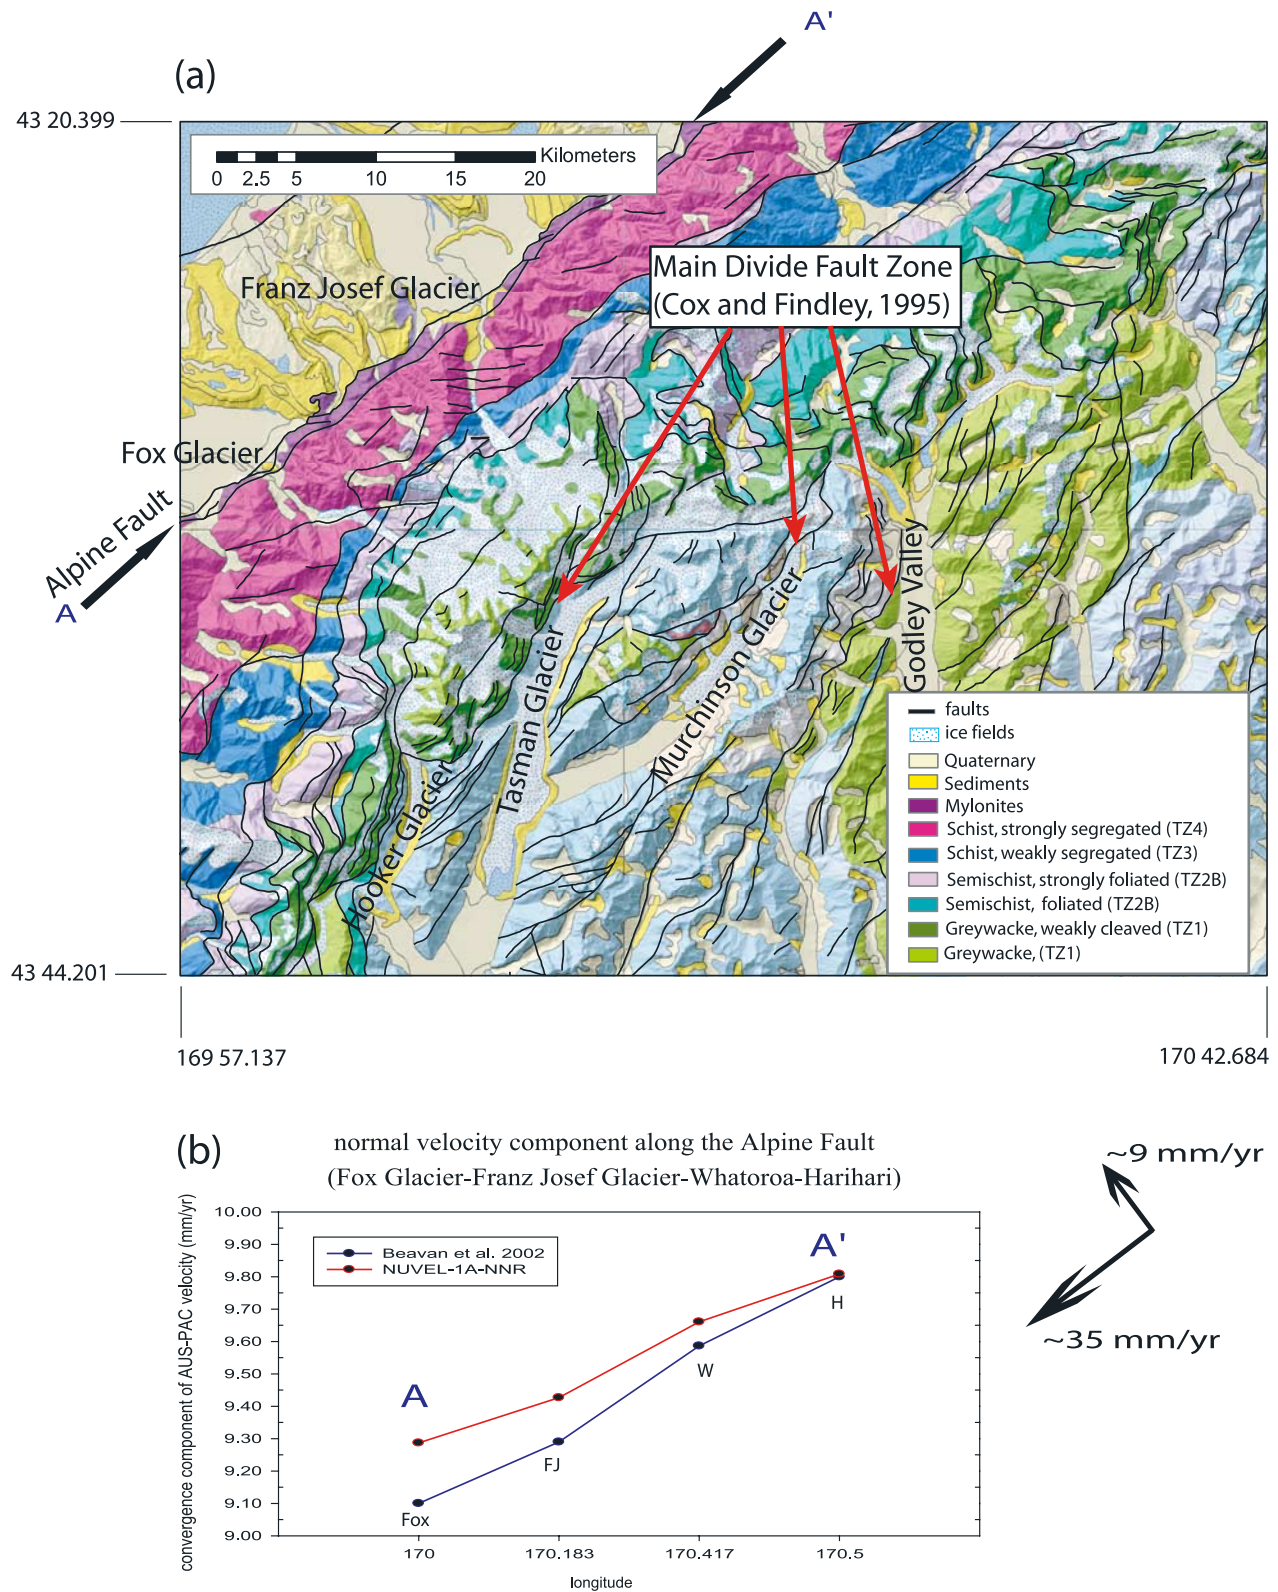 A'
(a)
43 20.399
Kilometers
0 2.5 5 10 15 20
Main Divide Fault Zone
(Cox and Findley, 1995)
Franz Josef Glacier
Fox Glacier
Alpine Fault
A
Godley Valley
Murchinson Glacier
Tasman Glacier
Hooker Glacier
faults
ice fields
Quaternary
Sediments
Mylonites
Schist, strongly segregated (TZ4)
Schist, weakly segregated (TZ3)
Semischist, strongly foliated (TZ2B)
Semischist, foliated (TZ2B)
Greywacke, weakly cleaved (TZ1)
Greywacke, (TZ1)
43 44.201
169 57.137
170 42.684
(b)
normal velocity component along the Alpine Fault
(Fox Glacier-Franz Josef Glacier-Whatoroa-Harihari)
~9 mm/yr
~35 mm/yr
convergence component of AUS-PAC velocity (mm/yr)
10.00
9.90
9.80
9.70
9.60
9.50
9.40
9.30
9.20
9.10
9.00
Beavan et al. 2002
NUVEL-1A-NNR
A
A'
Fox
FJ
W
H
170 170.183 170.417 170.5
longitude